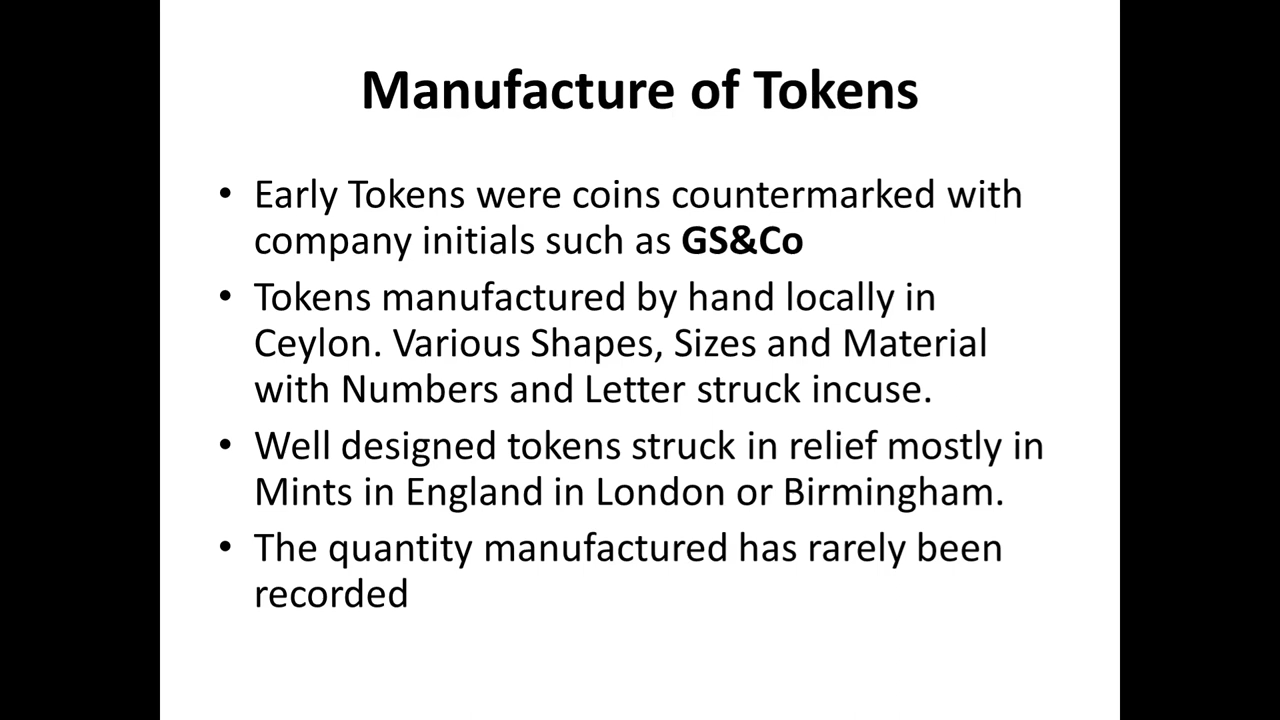 Manufacture of Tokens
• Early Tokens were coins countermarked with
company initials such as GS&Co
• Tokens manufactured by hand locally in
Ceylon. Various Shapes, Sizes and Material
with Numbers and Letter struck incuse.
• Well designed tokens struck in relief mostly in
Mints in England in London or Birmingham.
• The quantity manufactured has rarely been
recorded